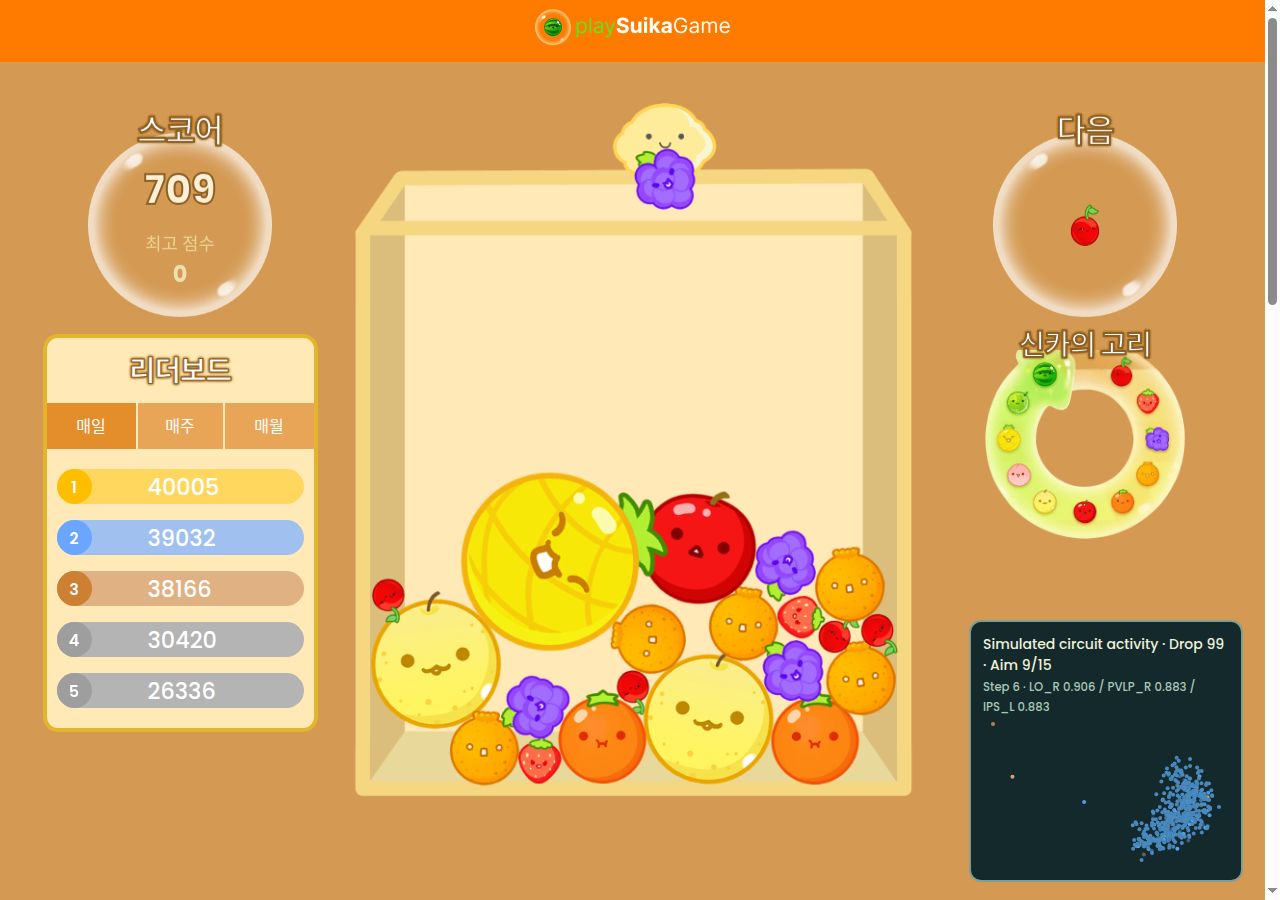 playSuikaGame
스코어
709
최고 점수
0
리더보드
매일 매주 매월
1 40005
2 39032
3 38166
4 30420
5 26336
다음
신카의 고리
Simulated circuit activity · Drop 99
· Aim 9/15
Step 6 · LO_R 0.906 / PVLP_R 0.883 /
IPS_L 0.883